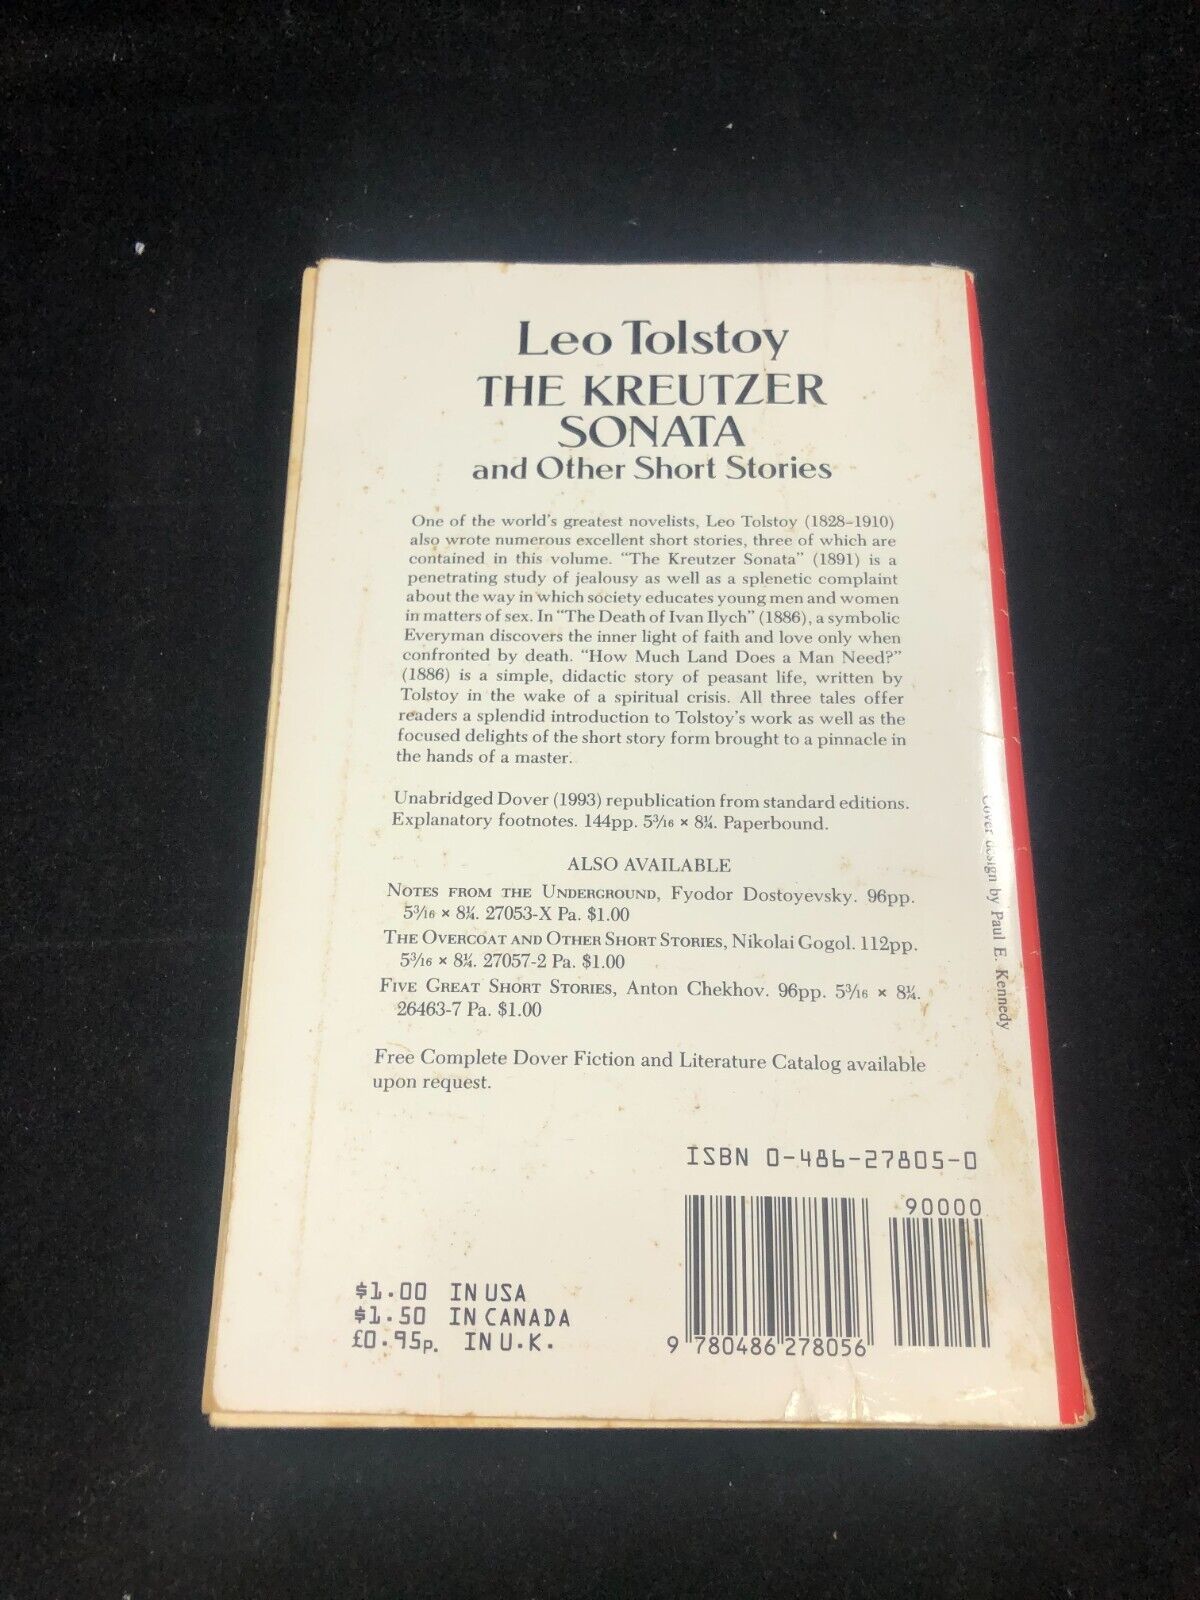 Leo Tolstoy
THE KREUTZER
SONATA
and Other Short Stories
One of the world's greatest novelists, Leo Tolstoy (1828–1910)
also wrote numerous excellent short stories, three of which are
contained in this volume. "The Kreutzer Sonata" (1891) is a
penetrating study of jealousy as well as a splenetic complaint
about the way in which society educates young men and women
in matters of sex. In "The Death of Ivan Ilych" (1886), a symbolic
Everyman discovers the inner light of faith and love only when
confronted by death. "How Much Land Does a Man Need?"
(1886) is a simple, didactic story of peasant life, written by
Tolstoy in the wake of a spiritual crisis. All three tales offer
readers a splendid introduction to Tolstoy's work as well as the
focused delights of the short story form brought to a pinnacle in
the hands of a master.
Unabridged Dover (1993) republication from standard editions.
Explanatory footnotes. 144pp. 5³⁄₁₆ × 8¼. Paperbound.
ALSO AVAILABLE
NOTES FROM THE UNDERGROUND, Fyodor Dostoyevsky. 96pp.
5³⁄₁₆ × 8¼. 27053-X Pa. $1.00
THE OVERCOAT AND OTHER SHORT STORIES, Nikolai Gogol. 112pp.
5³⁄₁₆ × 8¼. 27057-2 Pa. $1.00
FIVE GREAT SHORT STORIES, Anton Chekhov. 96pp. 5³⁄₁₆ × 8¼.
26463-7 Pa. $1.00
Free Complete Dover Fiction and Literature Catalog available
upon request.
Cover design by Paul E. Kennedy
ISBN 0-486-27805-0
90000
9 780486 278056
$1.00 IN USA
$1.50 IN CANADA
£0.95p. IN U.K.